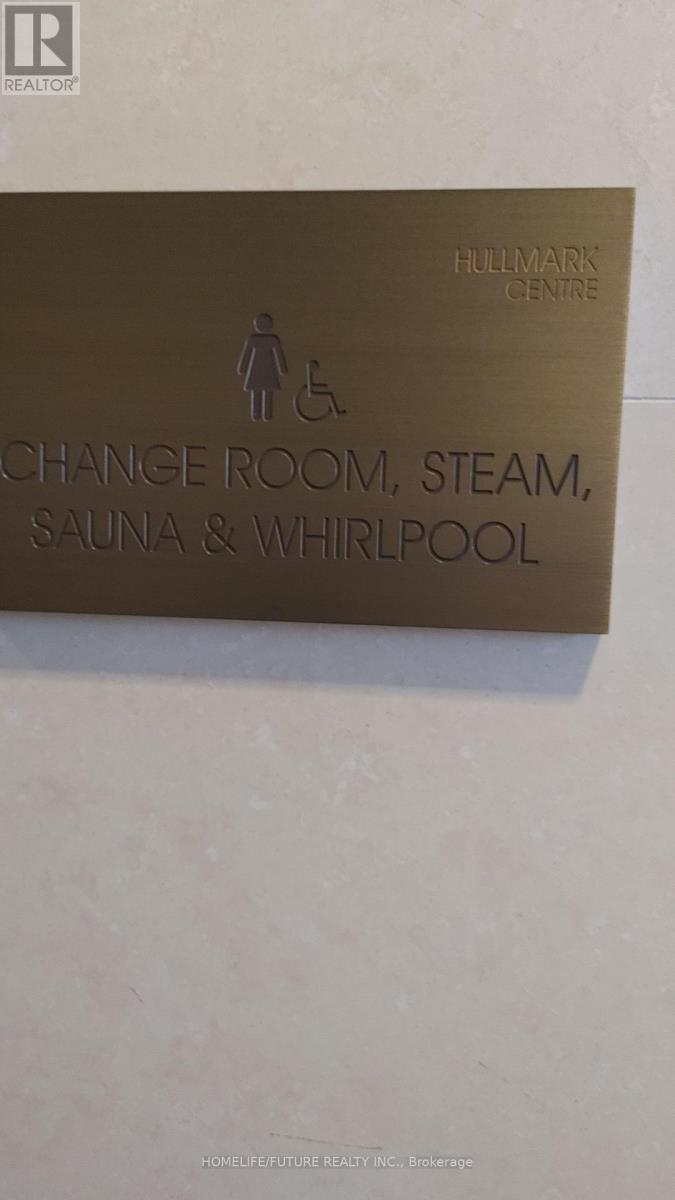 REALTOR®
HULLMARK
CENTRE
CHANGE ROOM, STEAM,
SAUNA & WHIRLPOOL
HOMELIFE/FUTURE REALTY INC., Brokerage